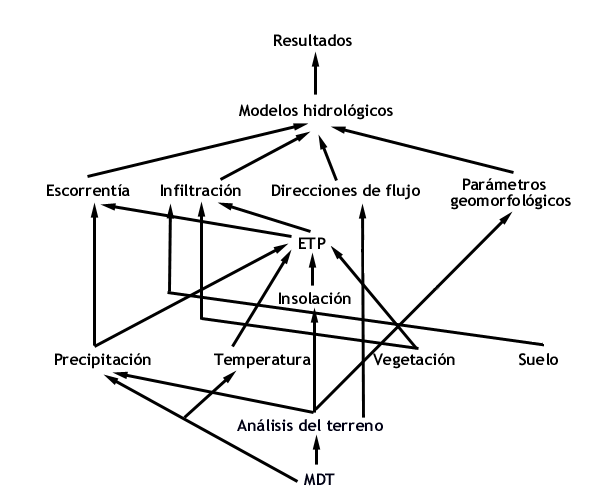 Resultados
Modelos hidrológicos
Escorrentía
Infiltración
Direcciones de flujo
Parámetros
geomorfológicos
ETP
Insolación
Precipitación
Temperatura
Vegetación
Suelo
Análisis del terreno
MDT